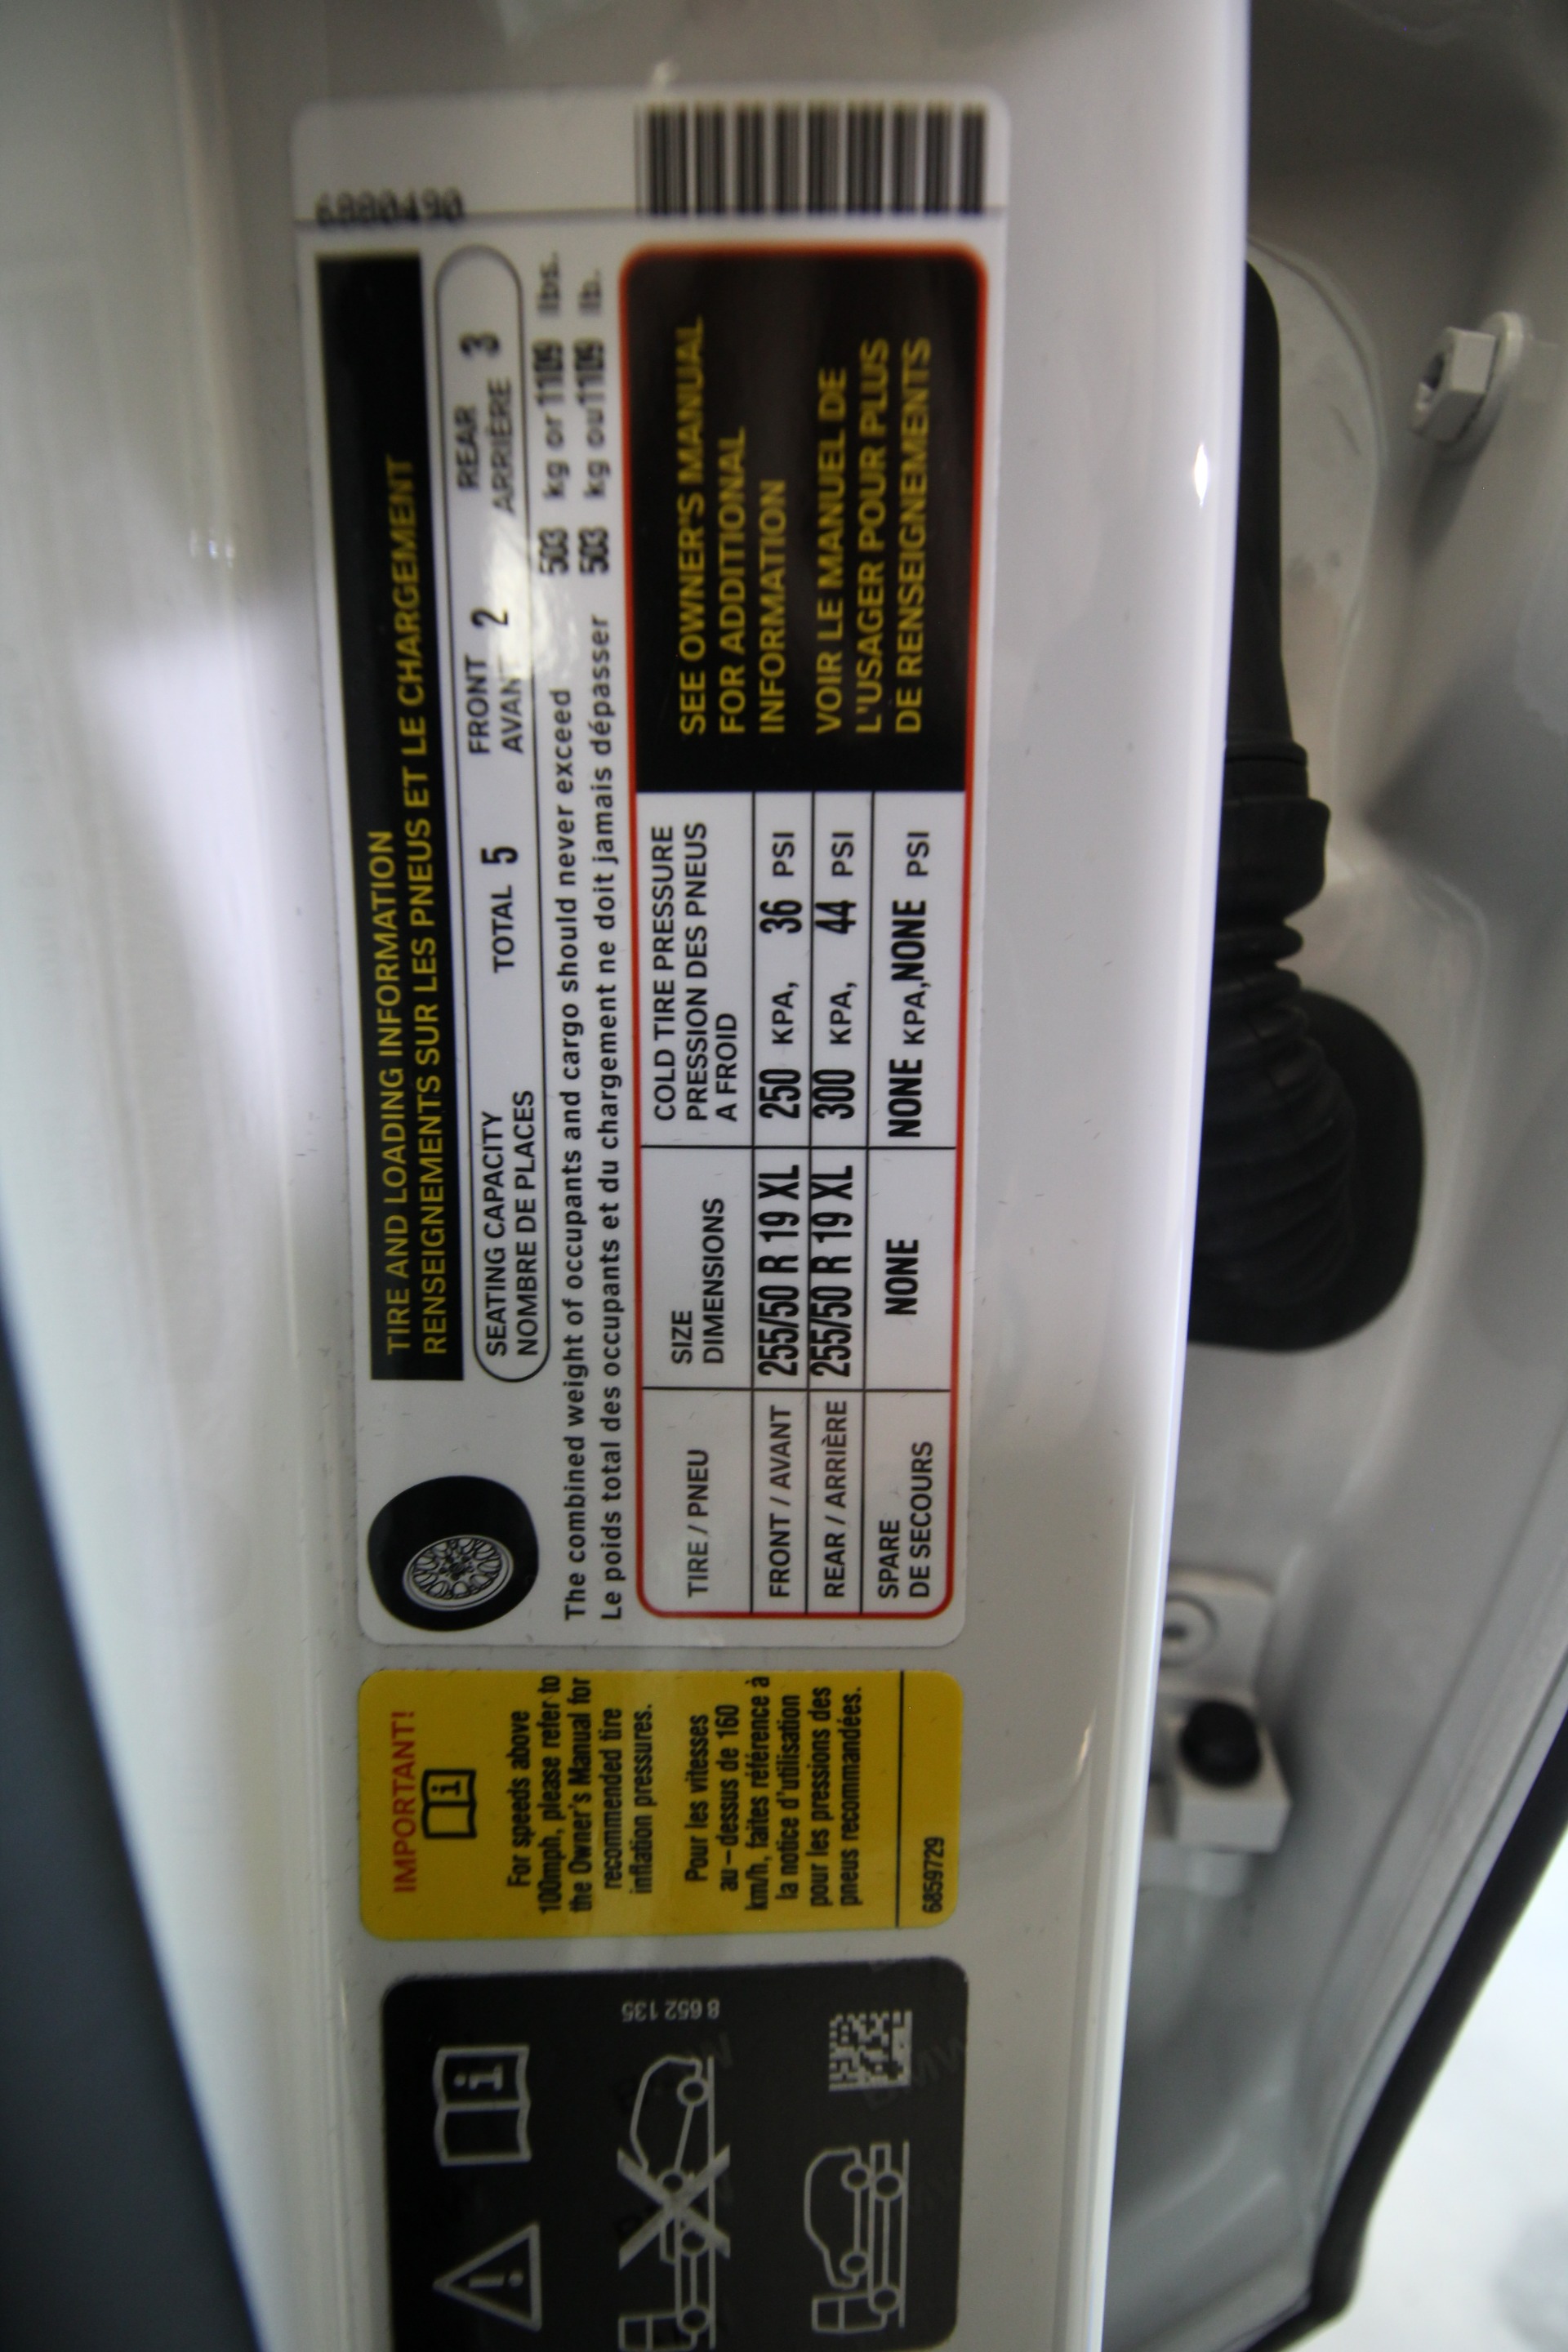 6880490
TIRE AND LOADING INFORMATION
RENSEIGNEMENTS SUR LES PNEUS ET LE CHARGEMENT
SEATING CAPACITY
NOMBRE DE PLACES
TOTAL 5
FRONT
AVANT 2
REAR
ARRIÈRE 3
The combined weight of occupants and cargo should never exceed 503 kg or 1109 lbs.
Le poids total des occupants et du chargement ne doit jamais dépasser 503 kg ou 1109 lb.
TIRE / PNEU
SIZE
DIMENSIONS
COLD TIRE PRESSURE
PRESSION DES PNEUS
A FROID
FRONT / AVANT 255/50 R 19 XL 250 KPA, 36 PSI
REAR / ARRIÈRE 255/50 R 19 XL 300 KPA, 44 PSI
SPARE
DE SECOURS NONE NONE KPA, NONE PSI
SEE OWNER'S MANUAL
FOR ADDITIONAL
INFORMATION
VOIR LE MANUEL DE
L'USAGER POUR PLUS
DE RENSEIGNEMENTS
IMPORTANT!
For speeds above
100mph, please refer to
the Owner's Manual for
recommended tire
inflation pressures.
Pour les vitesses
au-dessus de 160
km/h, faites référence à
la notice d'utilisation
pour les pressions des
pneus recommandées.
6859729
8 652 135